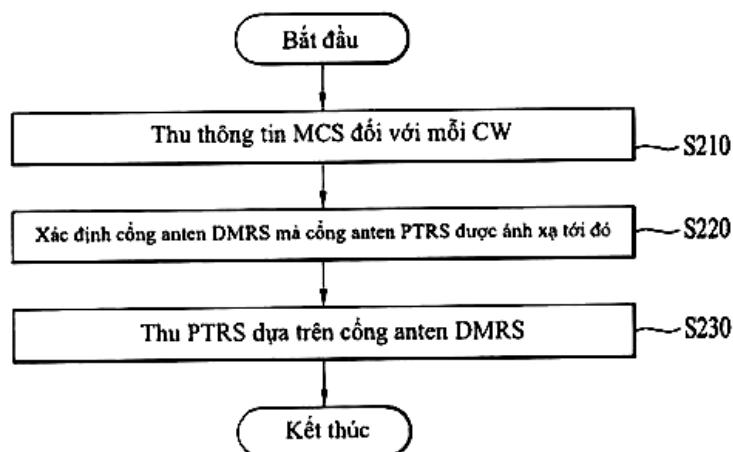 Bắt đầu
Thu thông tin MCS đối với mỗi CW
S210
Xác định cổng anten DMRS mà cổng anten PTRS được ánh xạ tới đó
S220
Thu PTRS dựa trên cổng anten DMRS
S230
Kết thúc